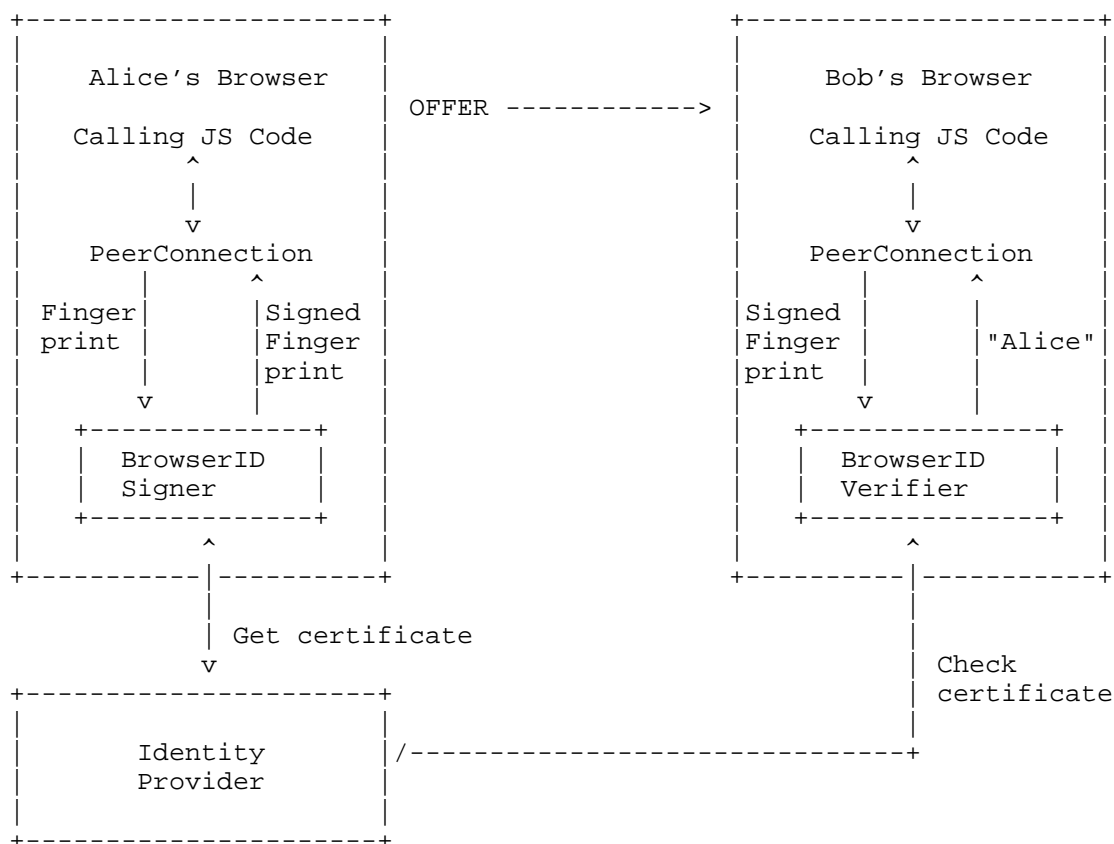 Alice's Browser Bob's Browser
OFFER ------------>
Calling JS Code Calling JS Code
PeerConnection PeerConnection
Finger Signed Signed
print Finger Finger "Alice"
print print
BrowserID BrowserID
Signer Verifier
Get certificate
Check
certificate
Identity
Provider